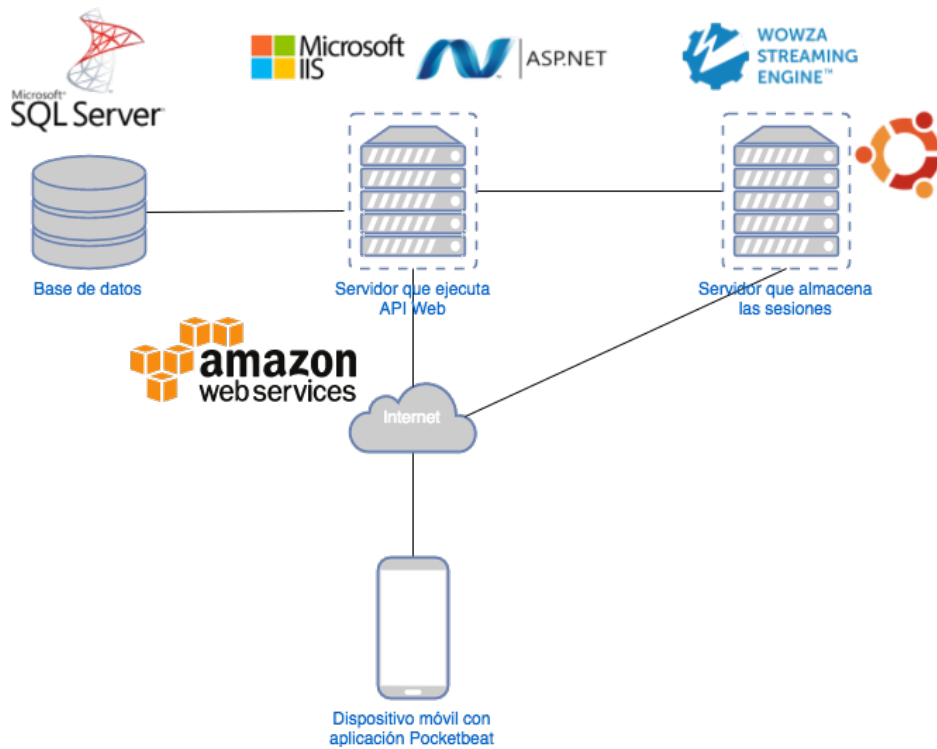 Microsoft
SQL Server
Microsoft
IIS
ASP.NET
WOWZA
STREAMING
ENGINE™
Base de datos
Servidor que ejecuta
API Web
Servidor que almacena
las sesiones
amazon
web services
Internet
Dispositivo móvil con
aplicación Pocketbeat